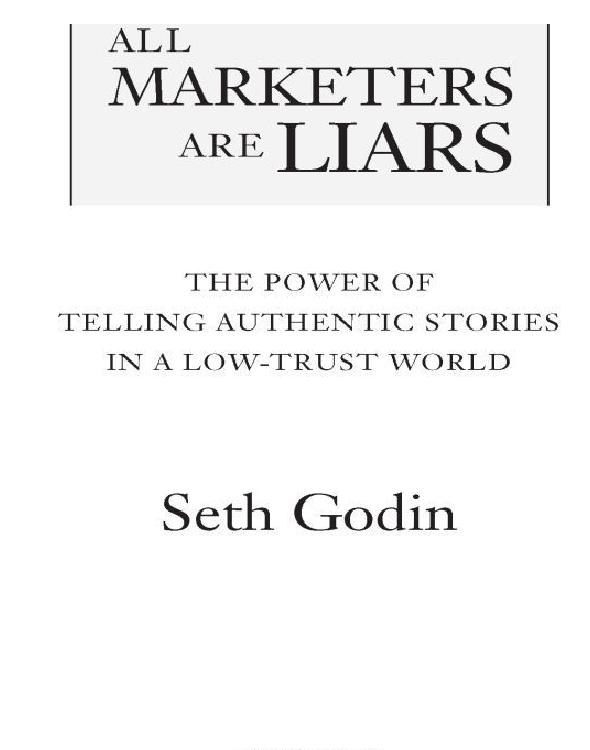 ALL
MARKETERS
ARE LIARS
THE POWER OF
TELLING AUTHENTIC STORIES
IN A LOW-TRUST WORLD
Seth Godin